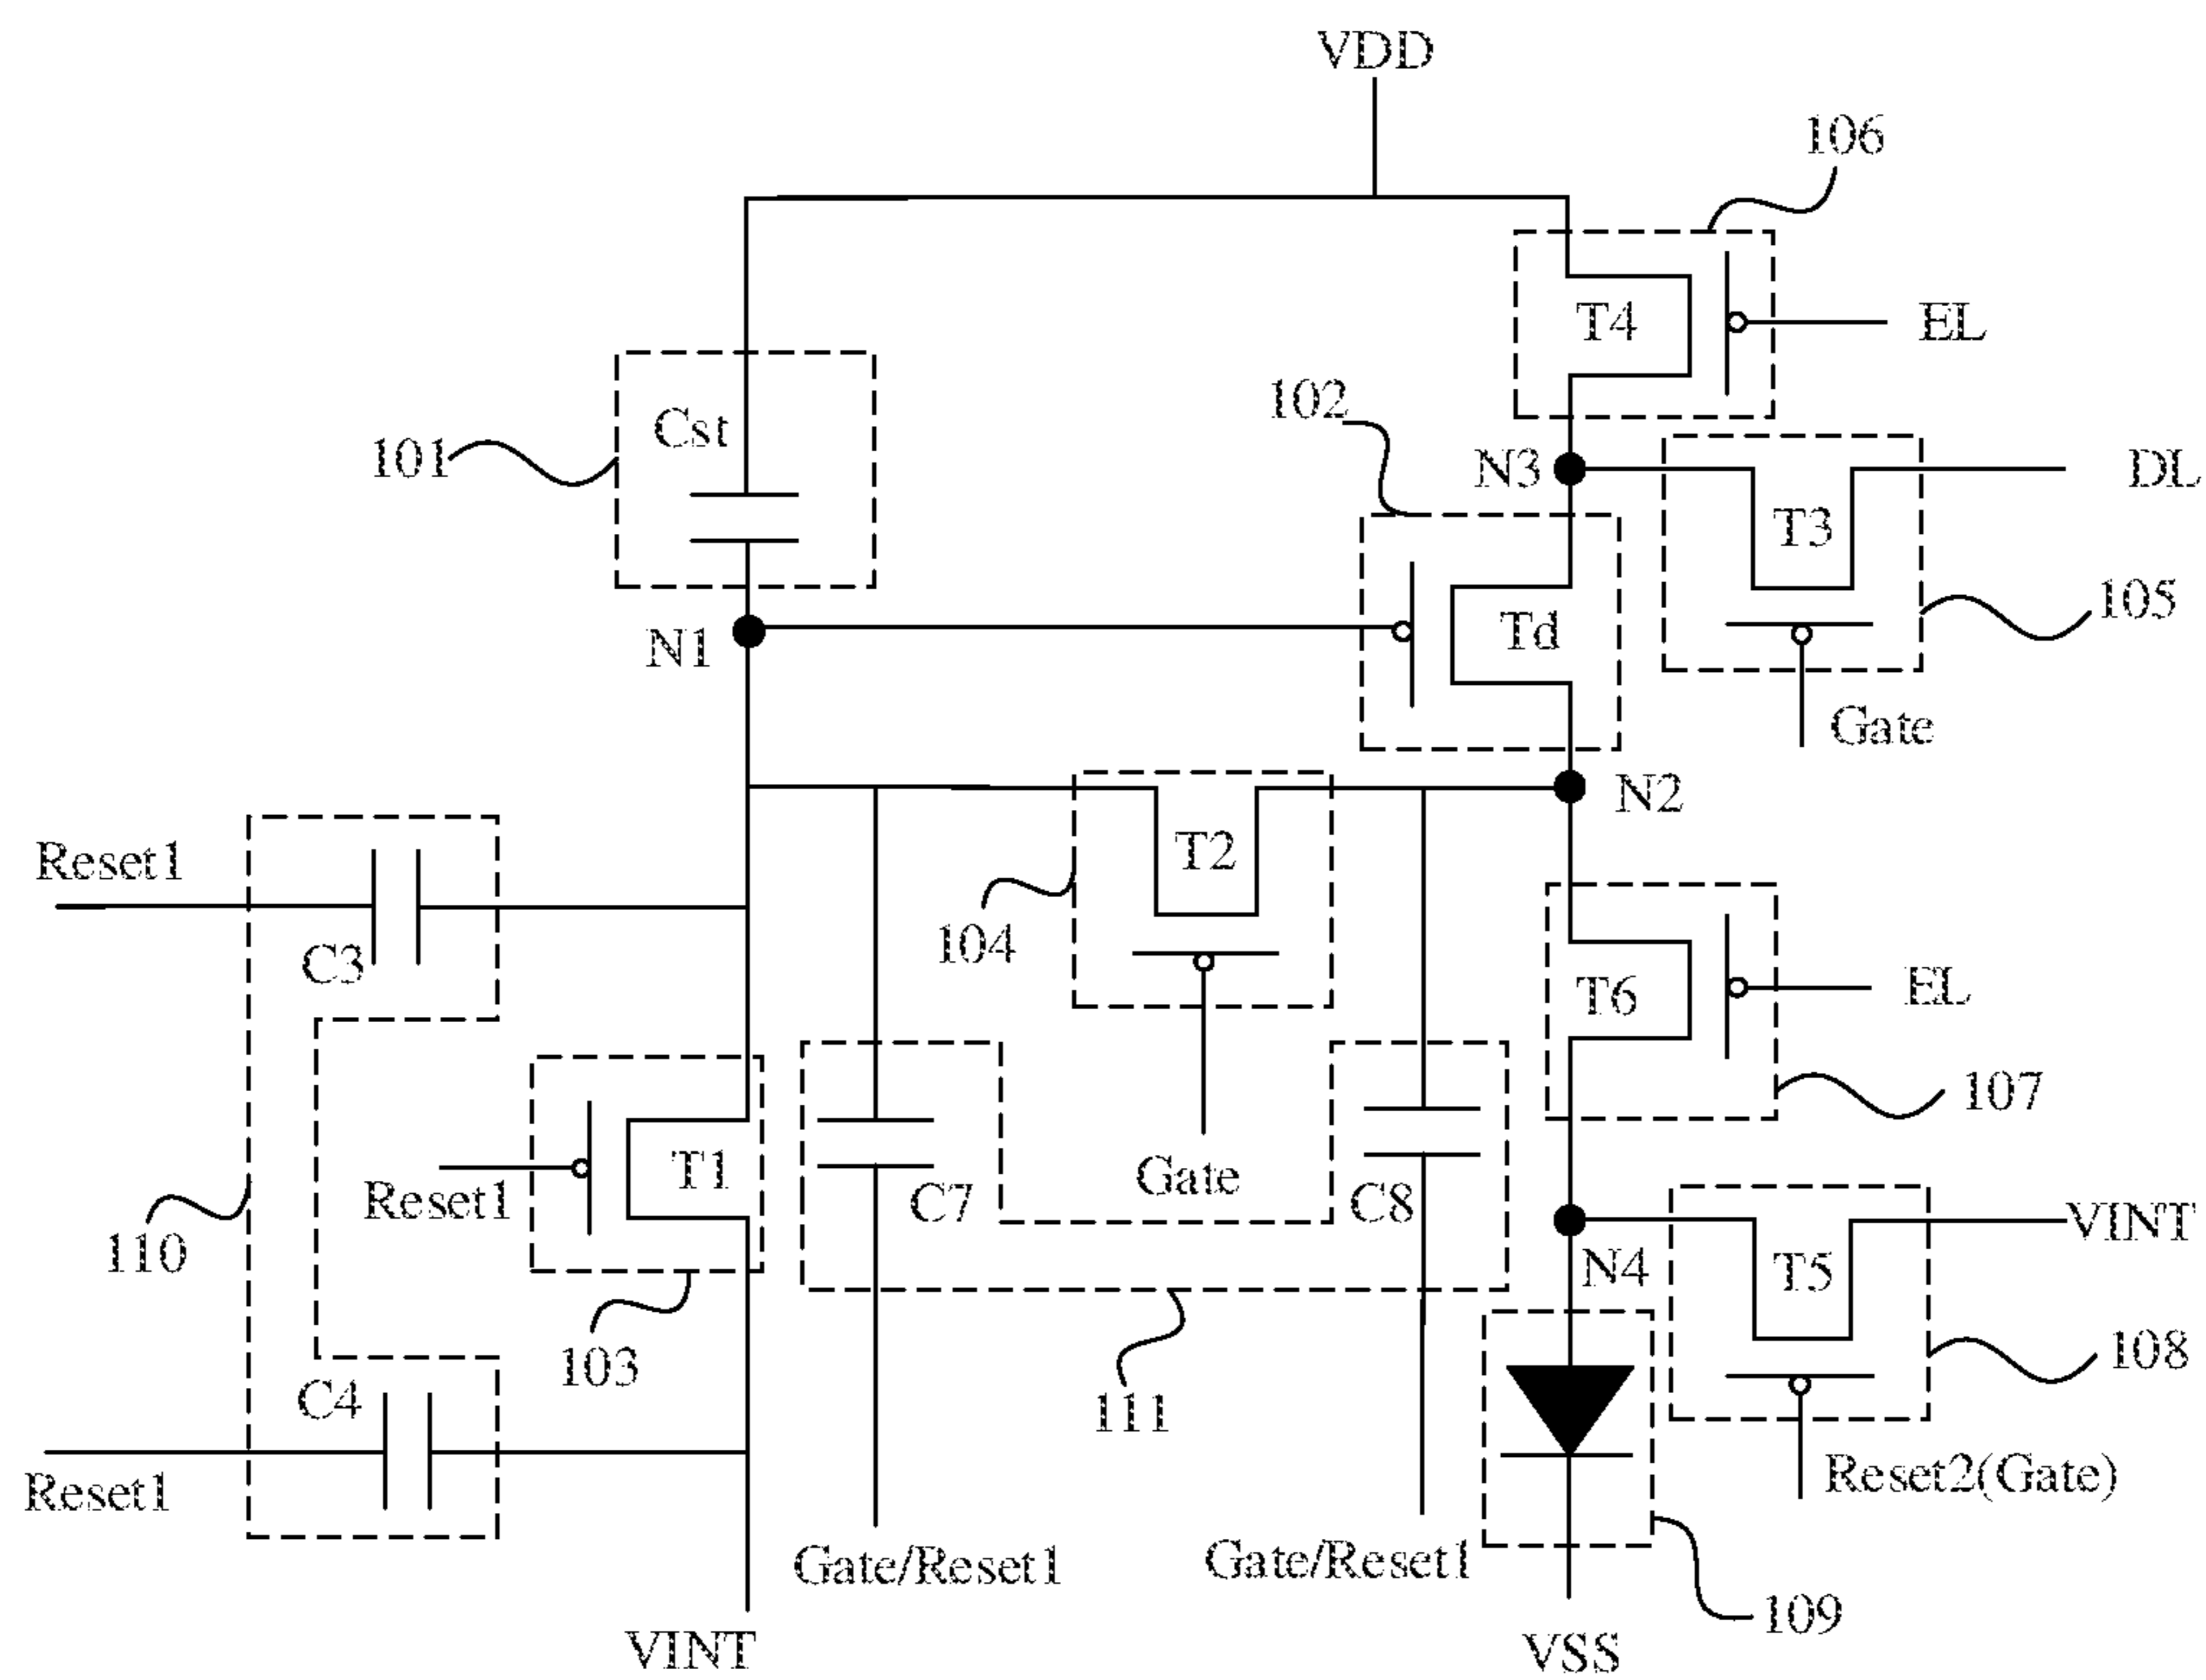 VDD
106
T4
EL
102
Cst
101
N3
DL
T3
105
N1
Td
Gate
N2
Reset1
T2
104
C3
T6
EL
107
T1
Reset1
Gate
C7
C8
VINT
110
N4
T5
103
108
C4
111
Reset1
Reset2(Gate)
Gate/Reset1
Gate/Reset1
109
VINT
VSS